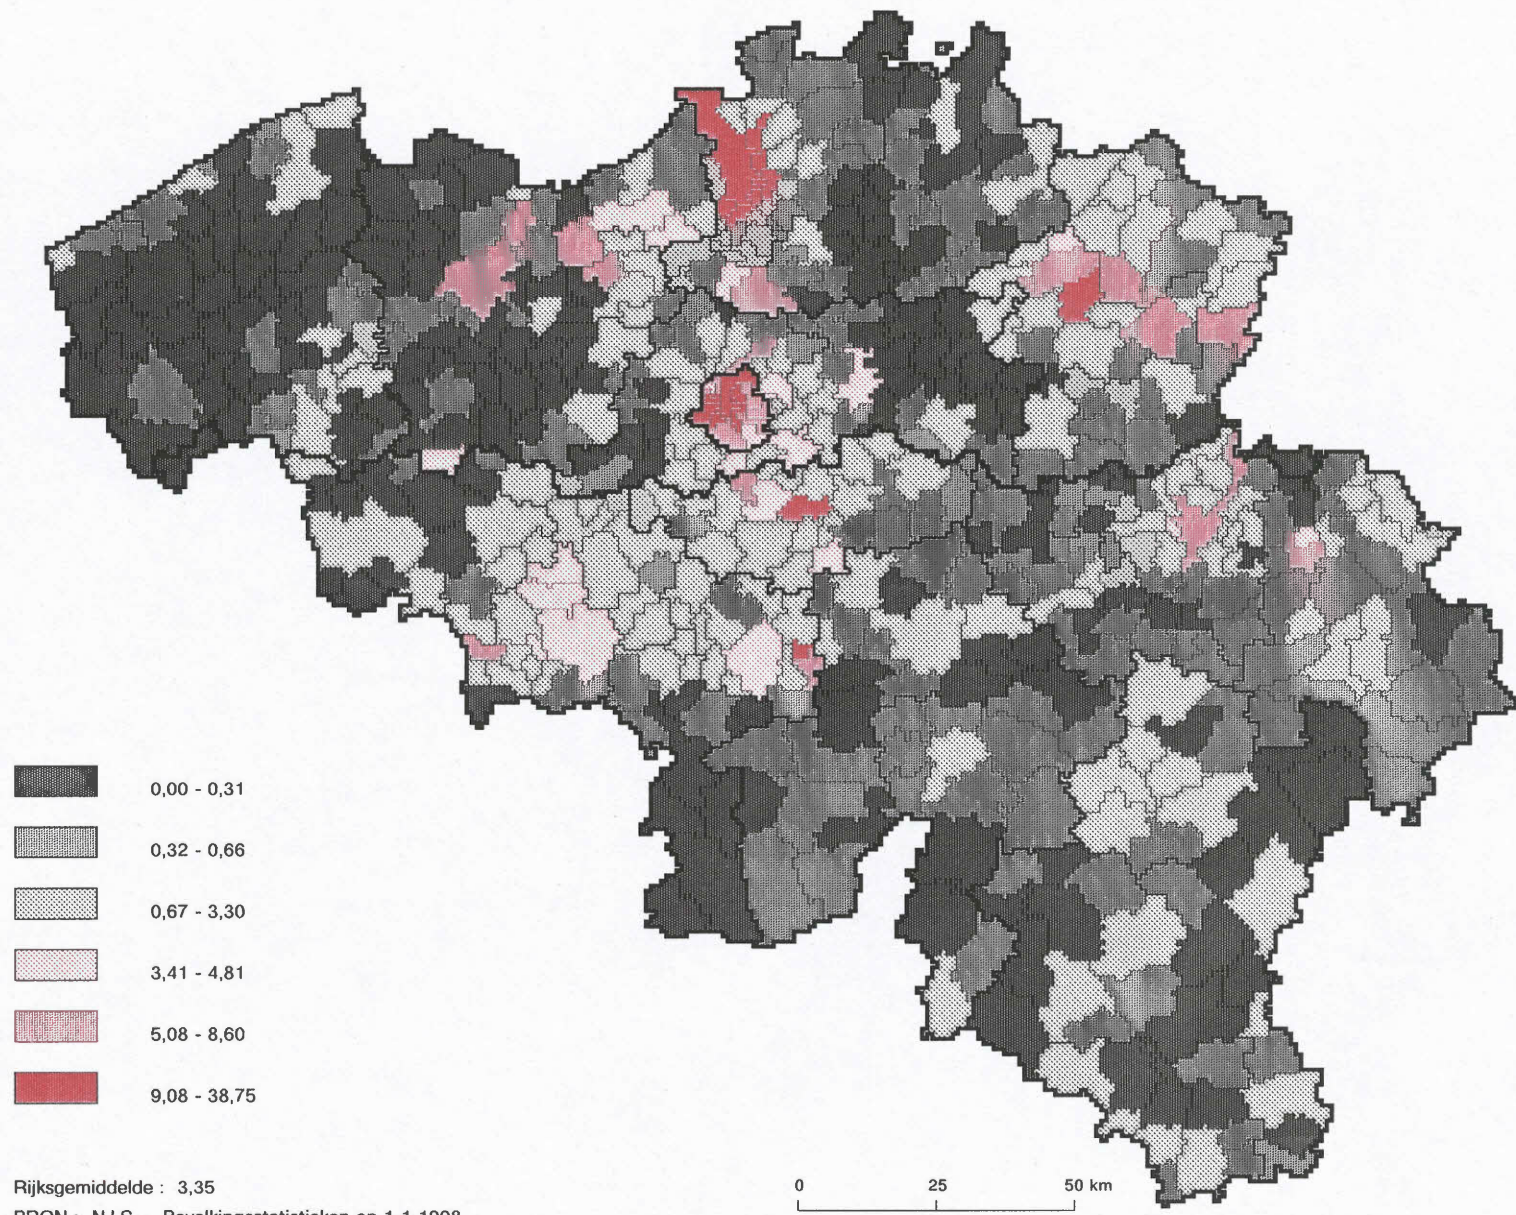 0,00 - 0,31
0,32 - 0,66
0,67 - 3,30
3,41 - 4,81
5,08 - 8,60
9,08 - 38,75
Rijksgemiddelde : 3,35
0 25 50 km